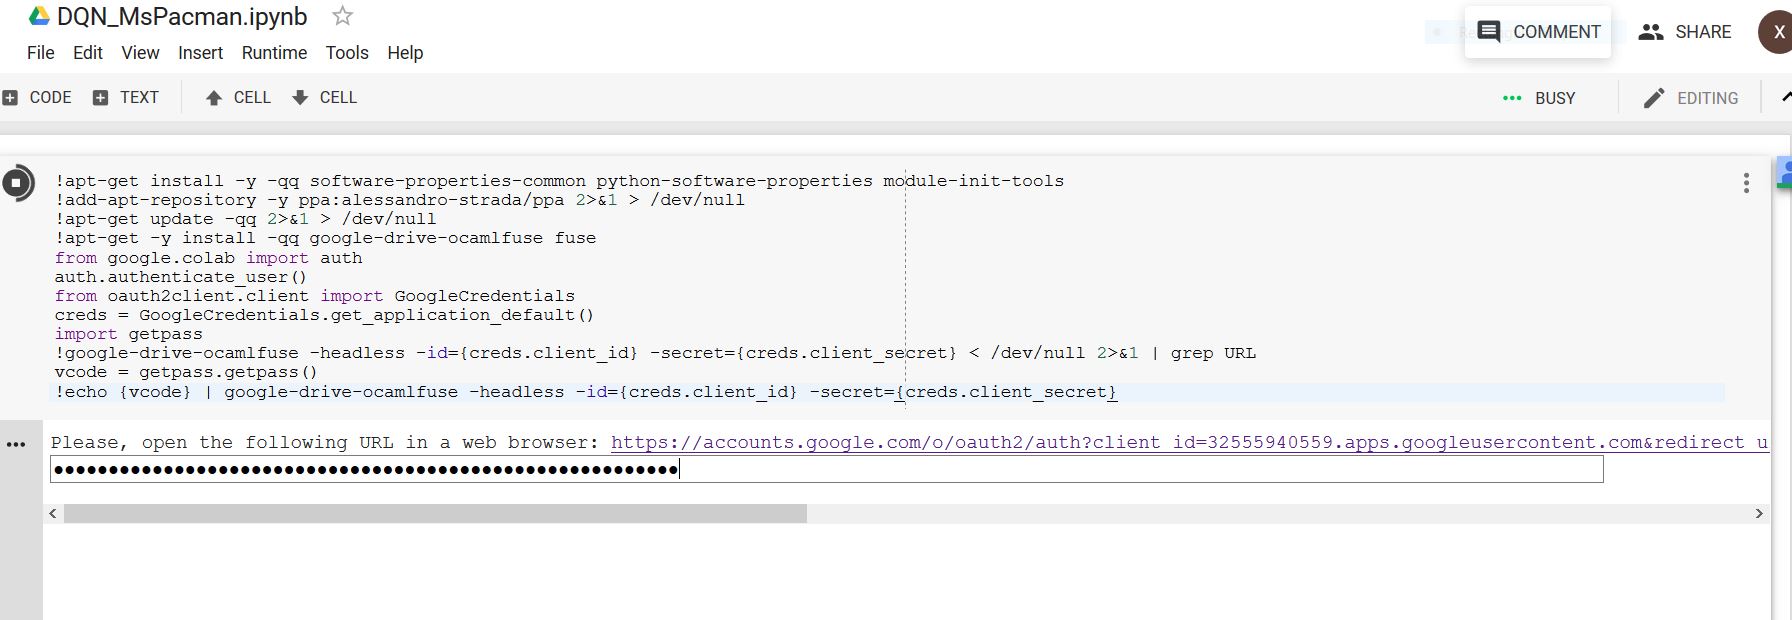 DQN_MsPacman.ipynb
File Edit View Insert Runtime Tools Help
COMMENT SHARE X
CODE TEXT CELL CELL BUSY EDITING
!apt-get install -y -qq software-properties-common python-software-properties module-init-tools
!add-apt-repository -y ppa:alessandro-strada/ppa 2>&1 > /dev/null
!apt-get update -qq 2>&1 > /dev/null
!apt-get -y install -qq google-drive-ocamlfuse fuse
from google.colab import auth
auth.authenticate_user()
from oauth2client.client import GoogleCredentials
creds = GoogleCredentials.get_application_default()
import getpass
!google-drive-ocamlfuse -headless -id={creds.client_id} -secret={creds.client_secret} < /dev/null 2>&1 | grep URL
vcode = getpass.getpass()
!echo {vcode} | google-drive-ocamlfuse -headless -id={creds.client_id} -secret={creds.client_secret}
Please, open the following URL in a web browser: https://accounts.google.com/o/oauth2/auth?client_id=32555940559.apps.googleusercontent.com&redirect_u